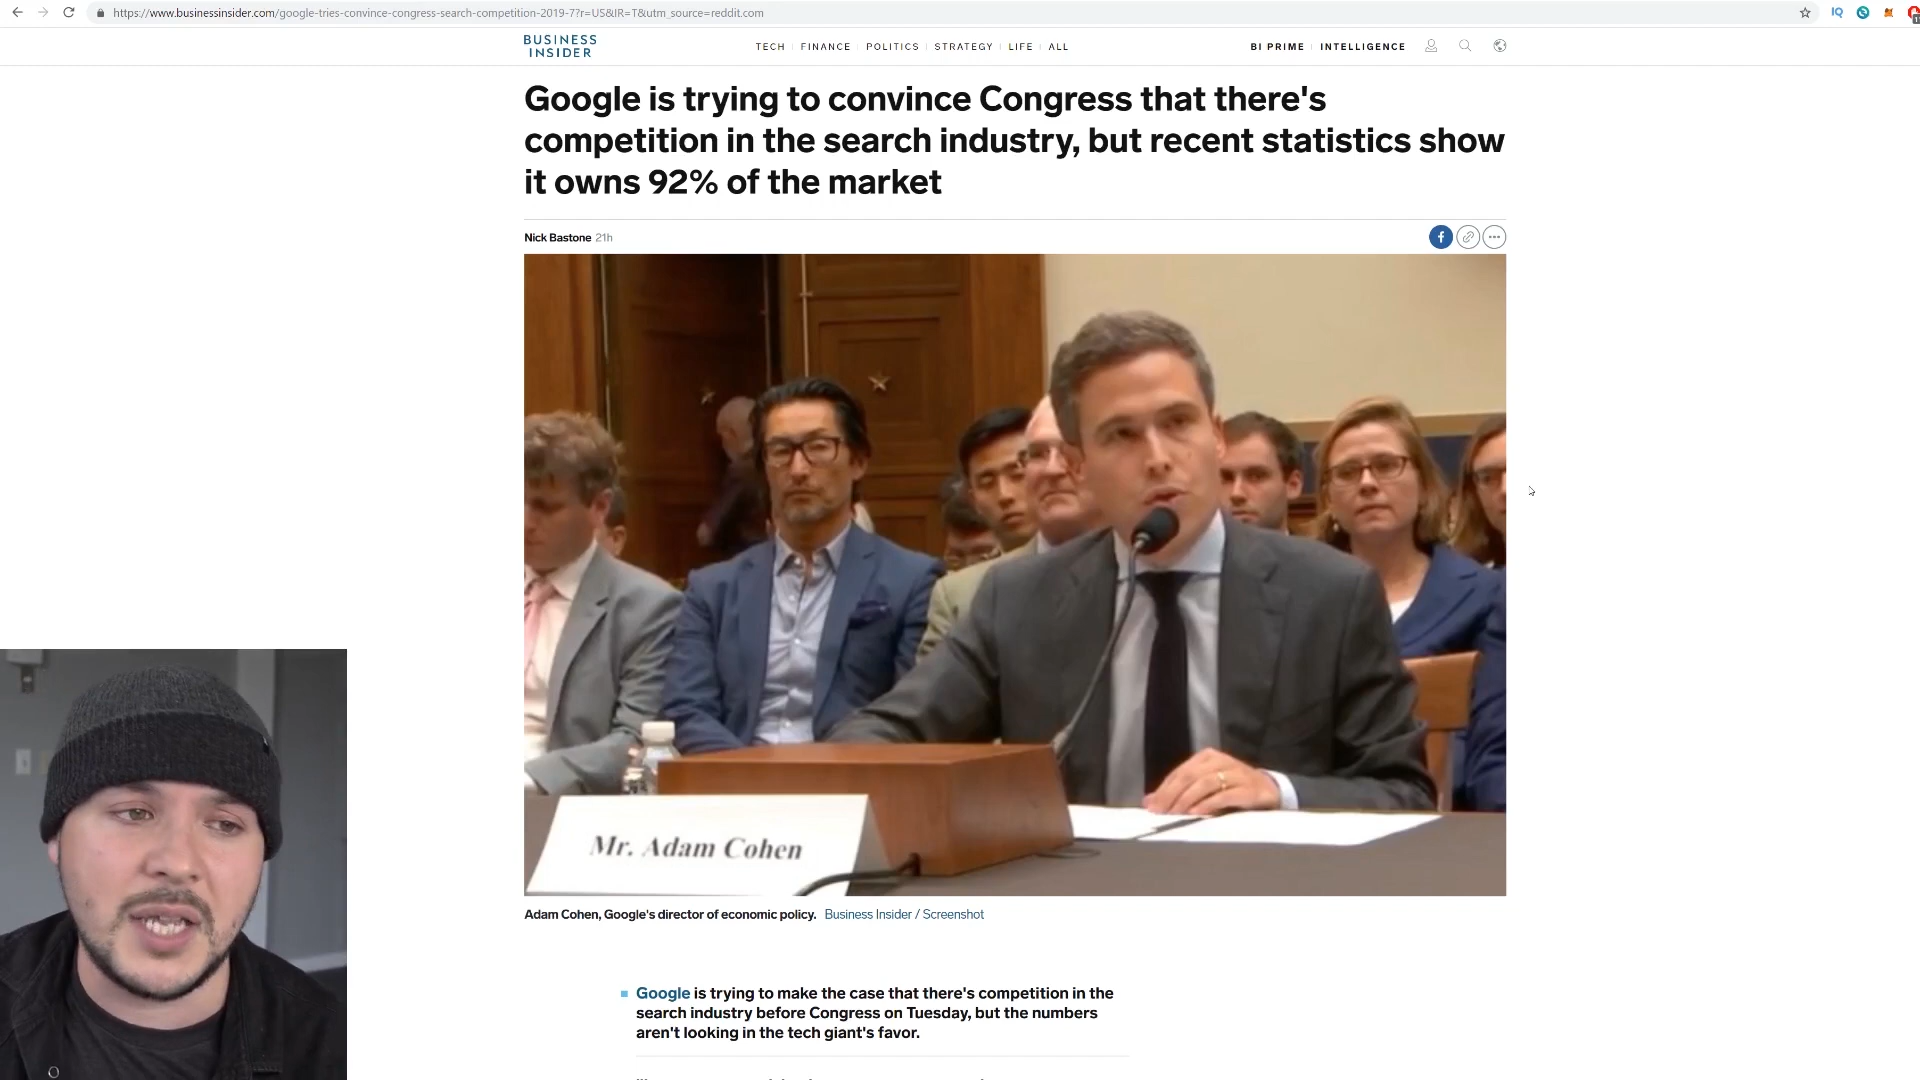 https://www.businessinsider.com/google-tries-convince-congress-search-competition-2019-7?r=US&IR=T&utm_source=reddit.com
IQ
BUSINESS
INSIDER
TECH FINANCE POLITICS STRATEGY LIFE ALL
BI PRIME INTELLIGENCE
Google is trying to convince Congress that there's
competition in the search industry, but recent statistics show
it owns 92% of the market
Nick Bastone 21h
Mr. Adam Cohen
Adam Cohen, Google's director of economic policy. Business Insider / Screenshot
Google is trying to make the case that there's competition in the
search industry before Congress on Tuesday, but the numbers
aren't looking in the tech giant's favor.